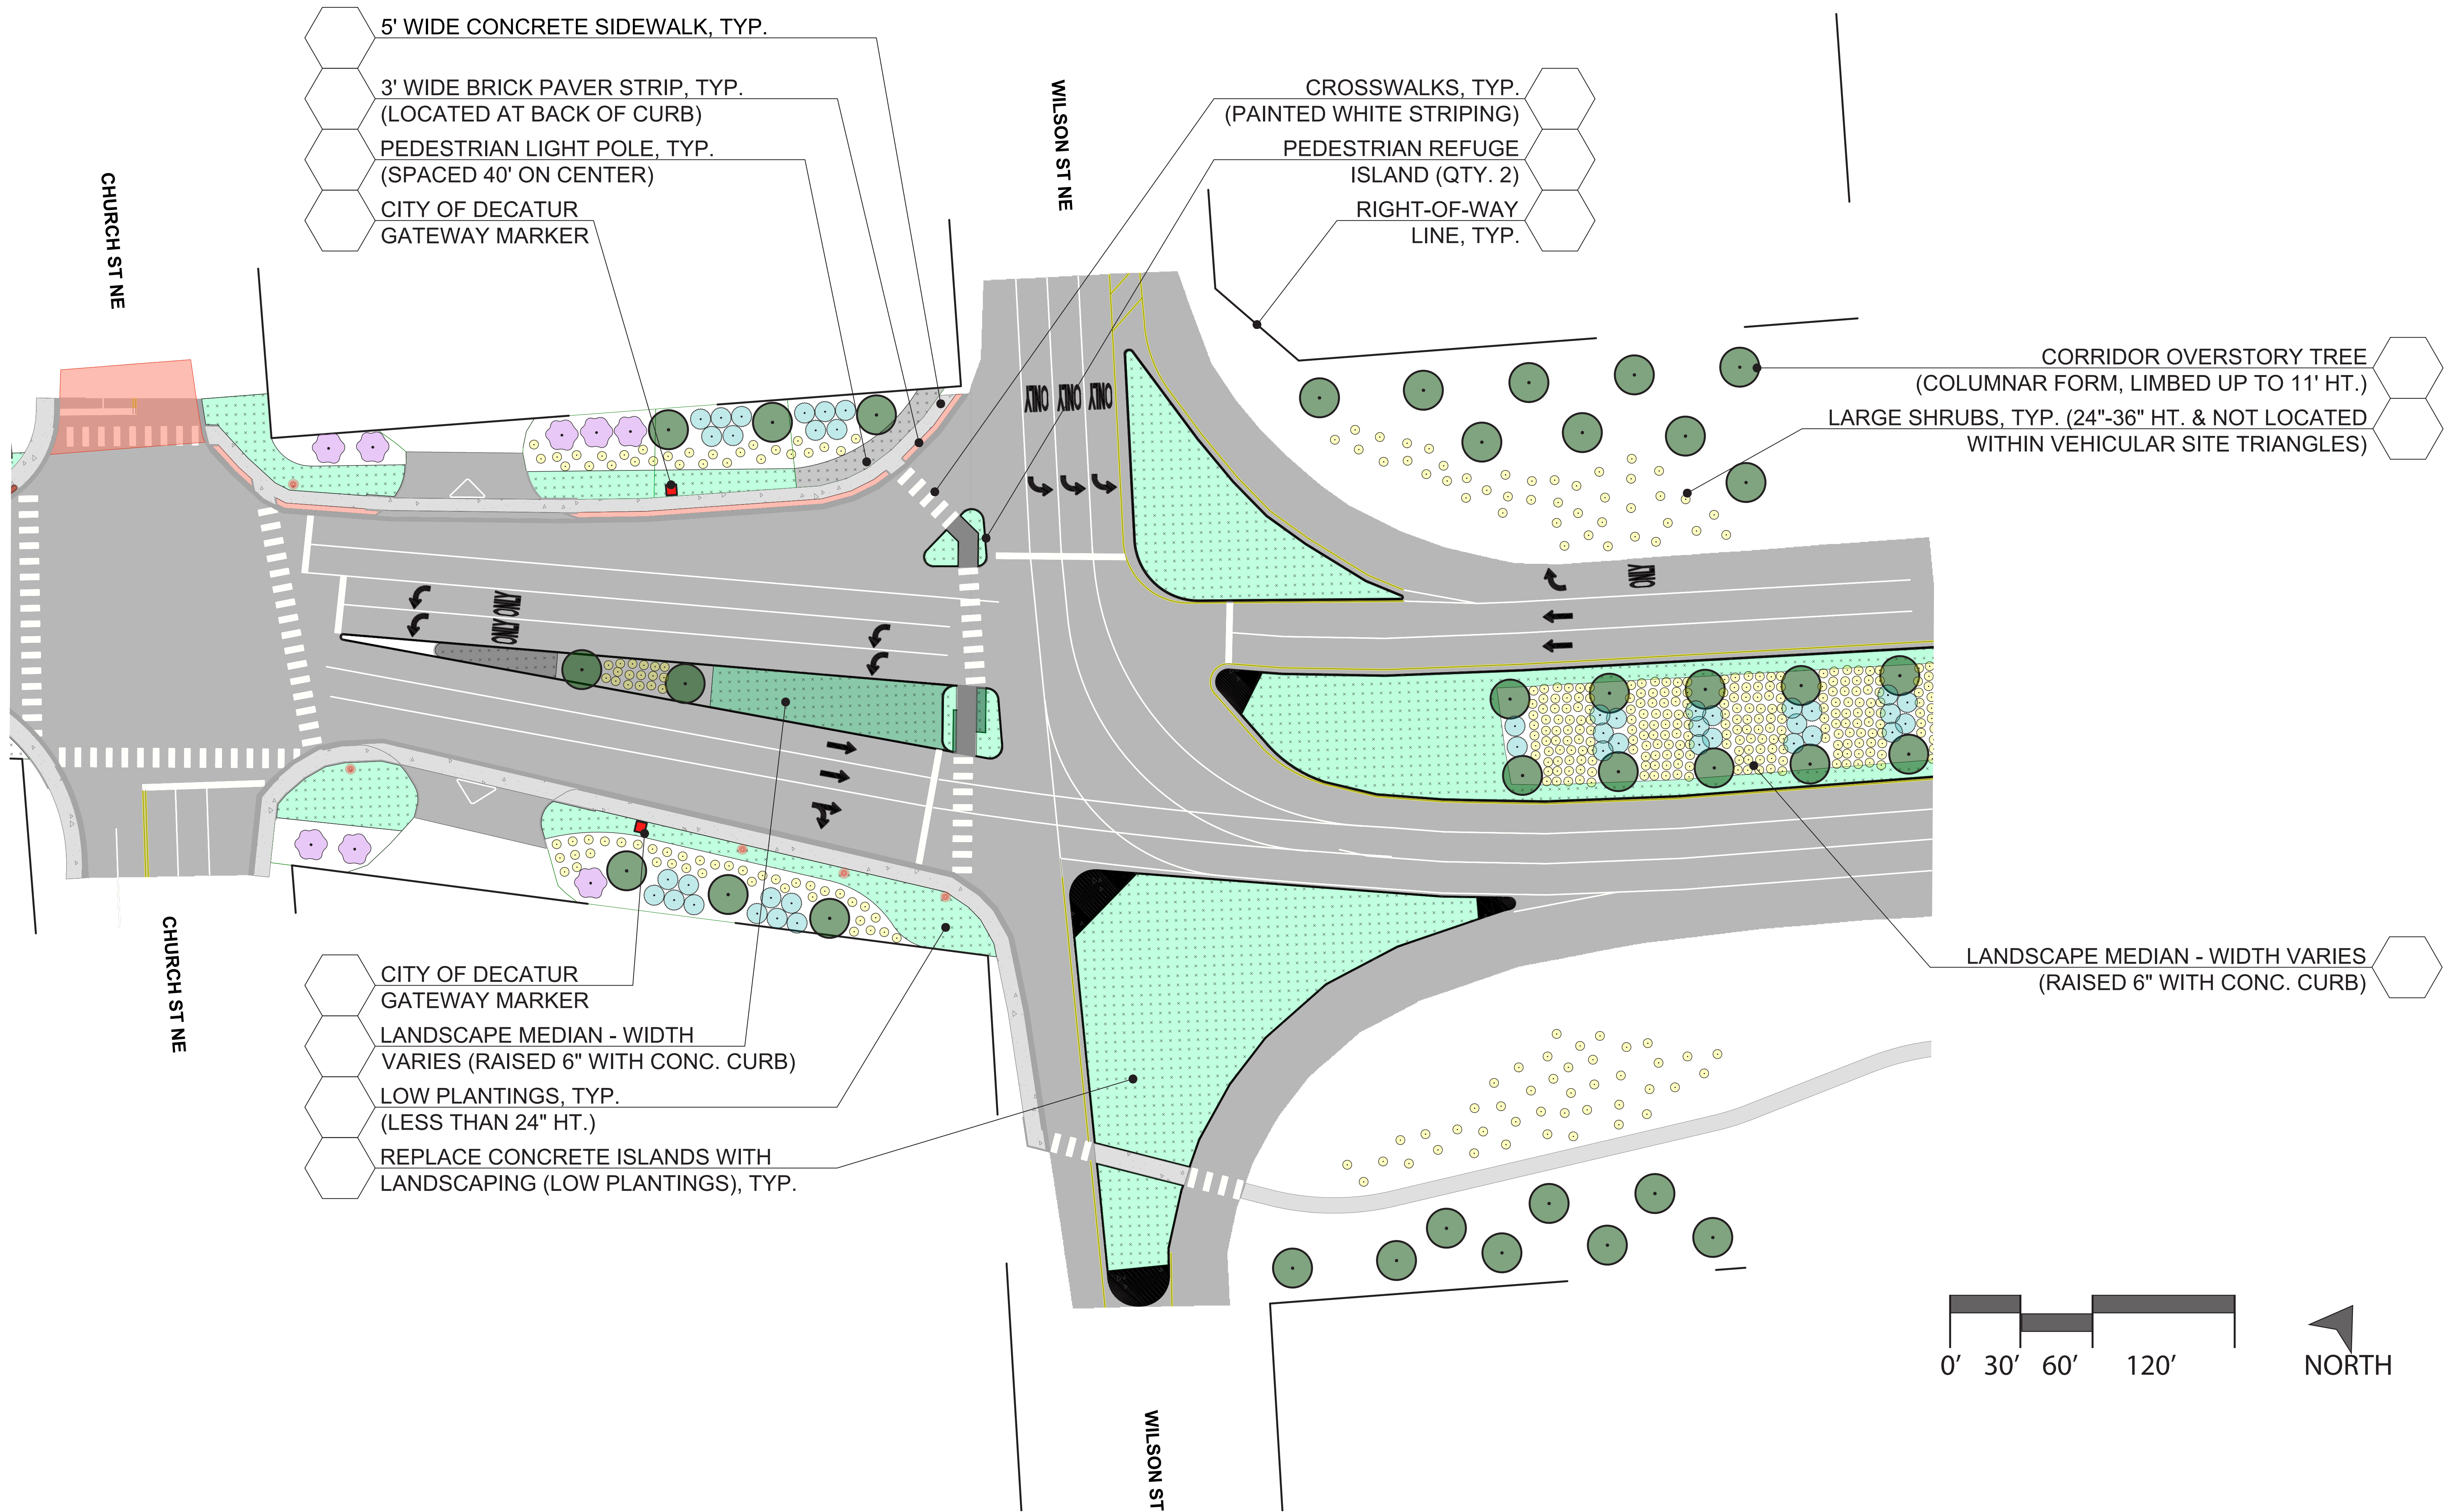 5' WIDE CONCRETE SIDEWALK, TYP.
3' WIDE BRICK PAVER STRIP, TYP.
(LOCATED AT BACK OF CURB)
PEDESTRIAN LIGHT POLE, TYP.
(SPACED 40' ON CENTER)
CITY OF DECATUR
GATEWAY MARKER
CROSSWALKS, TYP.
(PAINTED WHITE STRIPING)
PEDESTRIAN REFUGE
ISLAND (QTY. 2)
RIGHT-OF-WAY
LINE, TYP.
WILSON ST NE
CHURCH ST NE
CORRIDOR OVERSTORY TREE
(COLUMNAR FORM, LIMBED UP TO 11' HT.)
LARGE SHRUBS, TYP. (24"-36" HT. & NOT LOCATED
WITHIN VEHICULAR SITE TRIANGLES)
ONLY ONLY ONLY
ONLY
ONLY ONLY
CHURCH ST NE
CITY OF DECATUR
GATEWAY MARKER
LANDSCAPE MEDIAN - WIDTH
VARIES (RAISED 6" WITH CONC. CURB)
LOW PLANTINGS, TYP.
(LESS THAN 24" HT.)
REPLACE CONCRETE ISLANDS WITH
LANDSCAPING (LOW PLANTINGS), TYP.
LANDSCAPE MEDIAN - WIDTH VARIES
(RAISED 6" WITH CONC. CURB)
WILSON ST
0' 30' 60' 120'
NORTH